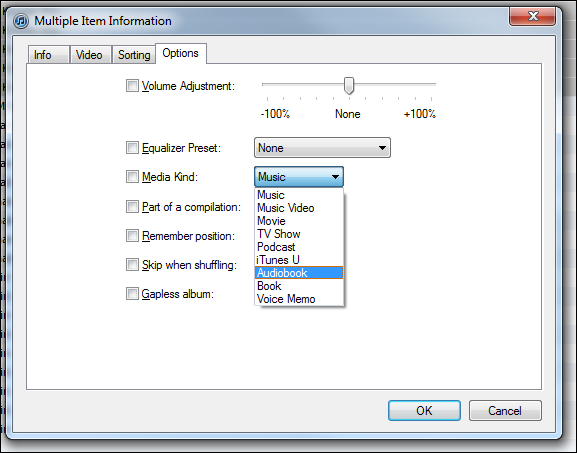 Multiple Item Information
Info Video Sorting Options
Volume Adjustment:
-100% None +100%
Equalizer Preset: None
Media Kind: Music
Music
Music Video
Movie
TV Show
Podcast
iTunes U
Audiobook
Book
Voice Memo
Part of a compilation:
Remember position:
Skip when shuffling:
Gapless album:
OK Cancel